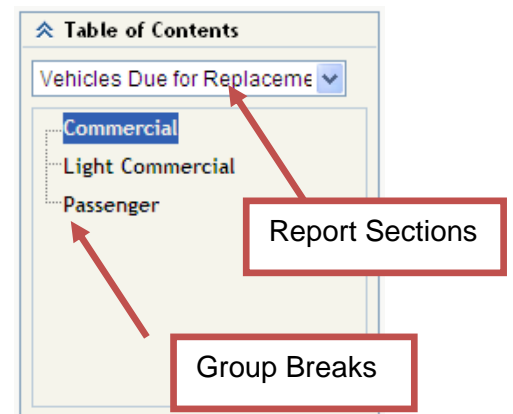 Table of Contents
Vehicles Due for Replaceme
Commercial
Light Commercial
Passenger
Report Sections
Group Breaks